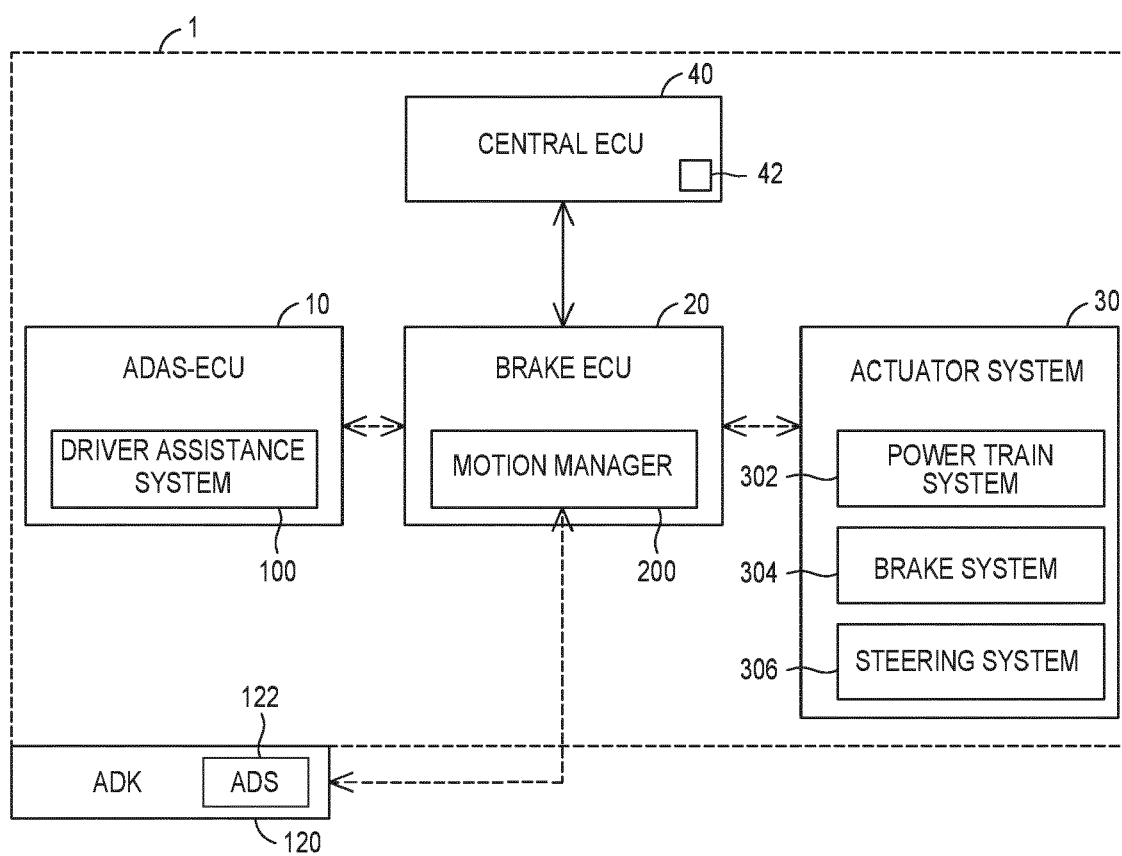 1
40
CENTRAL ECU
42
10
20
30
ADAS-ECU
BRAKE ECU
ACTUATOR SYSTEM
DRIVER ASSISTANCE
SYSTEM
MOTION MANAGER
302
POWER TRAIN
SYSTEM
100
200
304
BRAKE SYSTEM
306
STEERING SYSTEM
122
ADK
ADS
120